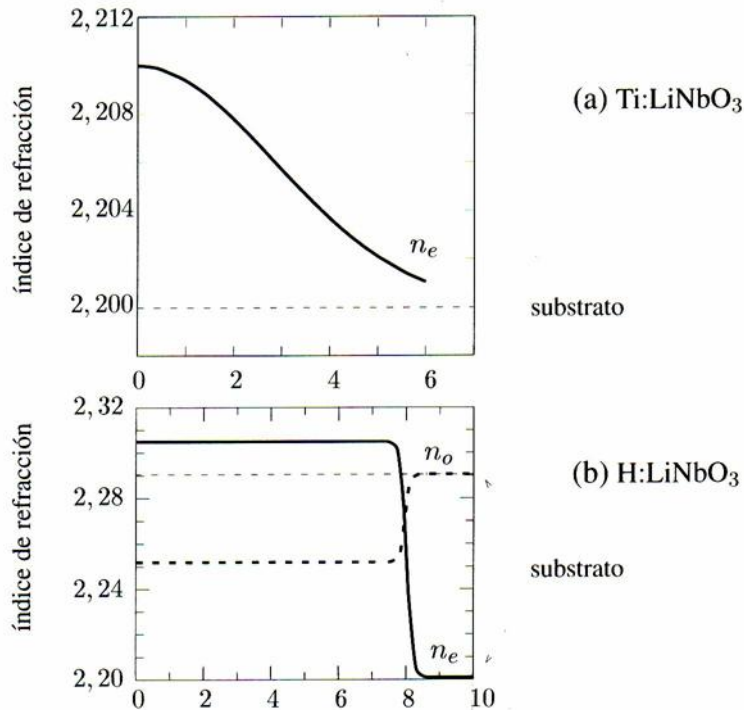 índice de refracción
2,212
2,208
2,204
2,200
n_e
0 2 4 6
(a) Ti:LiNbO₃
substrato
índice de refracción
2,32
2,28
2,24
2,20
n_o
n_e
0 2 4 6 8 10
(b) H:LiNbO₃
substrato